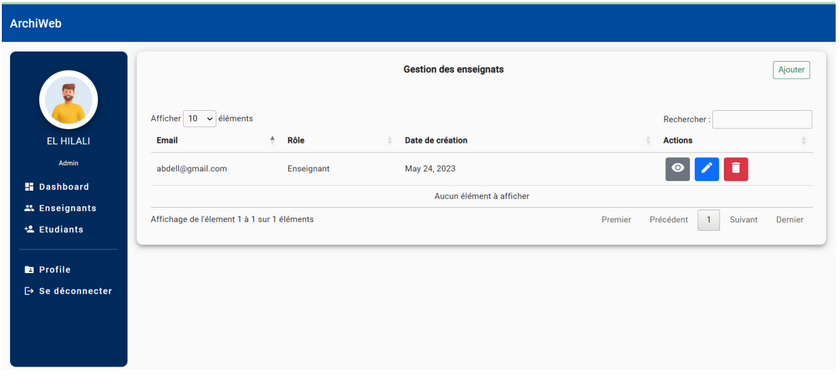 ArchiWeb
EL HILALI
Admin
Dashboard
Enseignants
Etudiants
Profile
Se déconnecter
Gestion des enseignats
Ajouter
Afficher 10 éléments
Rechercher :
Email Rôle Date de création Actions
abdell@gmail.com Enseignant May 24, 2023
Aucun élément à afficher
Affichage de l'élement 1 à 1 sur 1 éléments
Premier Précédent 1 Suivant Dernier